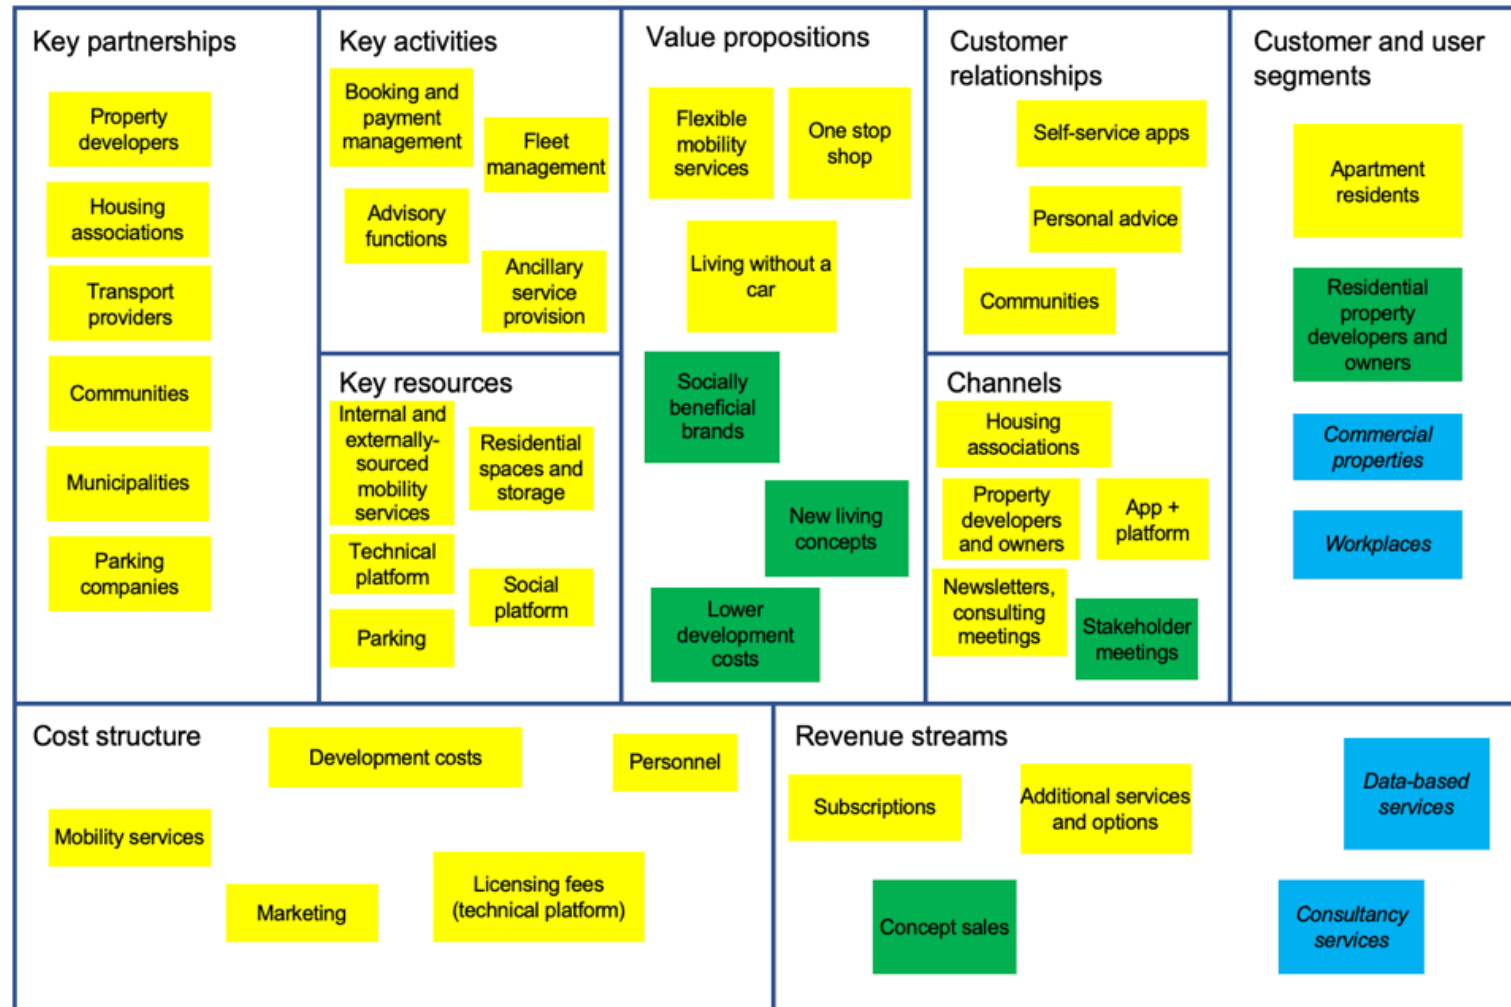 Key partnerships
Property
developers
Housing
associations
Transport
providers
Communities
Municipalities
Parking
companies
Key activities
Booking and
payment
management
Fleet
management
Advisory
functions
Ancillary
service
provision
Key resources
Internal and
externally-
sourced
mobility
services
Residential
spaces and
storage
Technical
platform
Social
platform
Parking
Value propositions
Flexible
mobility
services
One stop
shop
Living without a
car
Socially
beneficial
brands
New living
concepts
Lower
development
costs
Customer
relationships
Self-service apps
Personal advice
Communities
Channels
Housing
associations
Property
developers
and owners
App +
platform
Newsletters,
consulting
meetings
Stakeholder
meetings
Customer and user
segments
Apartment
residents
Residential
property
developers and
owners
Commercial
properties
Workplaces
Cost structure
Development costs
Personnel
Mobility services
Marketing
Licensing fees
(technical platform)
Revenue streams
Subscriptions
Additional services
and options
Data-based
services
Concept sales
Consultancy
services